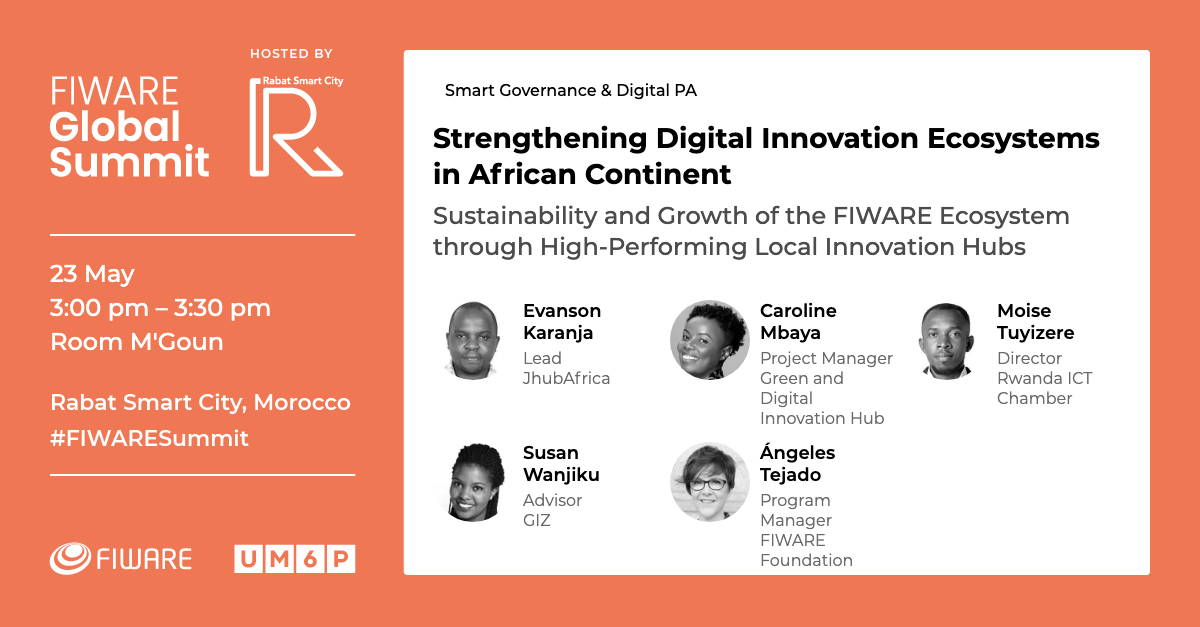 HOSTED BY
FIWARE
Global
Summit
Rabat Smart City
R
23 May
3:00 pm – 3:30 pm
Room M'Goun
Rabat Smart City, Morocco
#FIWARESummit
FIWARE
UM6P
Smart Governance & Digital PA
Strengthening Digital Innovation Ecosystems
in African Continent
Sustainability and Growth of the FIWARE Ecosystem
through High-Performing Local Innovation Hubs
Evanson
Karanja
Lead
JhubAfrica
Caroline
Mbaya
Project Manager
Green and
Digital
Innovation Hub
Moise
Tuyizere
Director
Rwanda ICT
Chamber
Susan
Wanjiku
Advisor
GIZ
Ángeles
Tejado
Program
Manager
FIWARE
Foundation